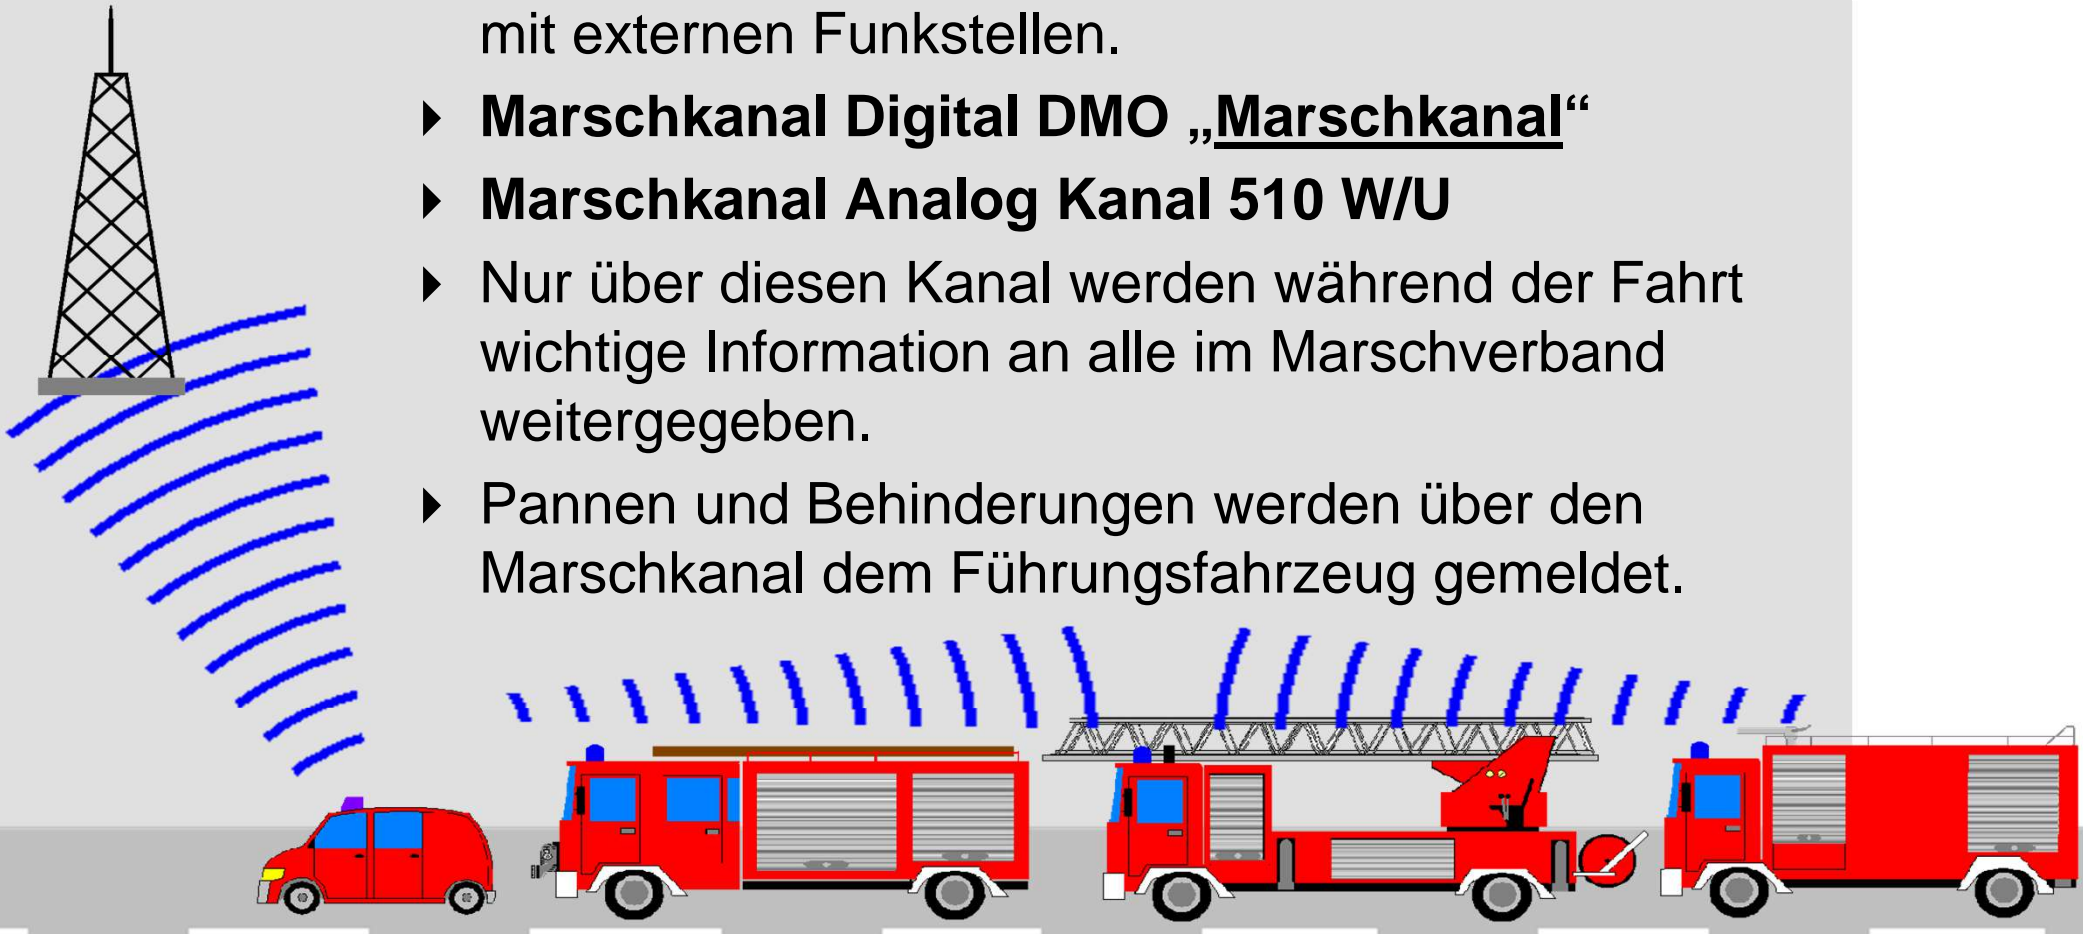 mit externen Funkstellen.
Marschkanal Digital DMO „Marschkanal“
Marschkanal Analog Kanal 510 W/U
Nur über diesen Kanal werden während der Fahrt
wichtige Information an alle im Marschverband
weitergegeben.
Pannen und Behinderungen werden über den
Marschkanal dem Führungsfahrzeug gemeldet.